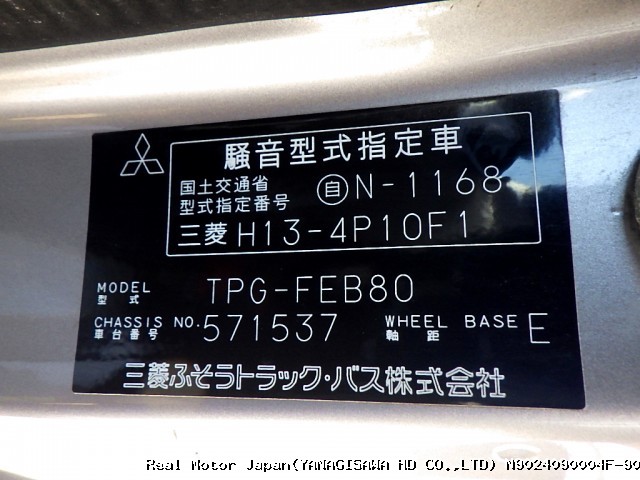 騒音型式指定車
国土交通省
型式指定番号 自N-1168
三菱 H13-4P10F1
MODEL
型式 TPG-FEB80
CHASSIS NO.
車台番号 571537 WHEEL BASE
軸距 E
三菱ふそうトラック・バス株式会社
Real Motor Japan(YANAGISAWA HD CO.,LTD) N9024090004F-90